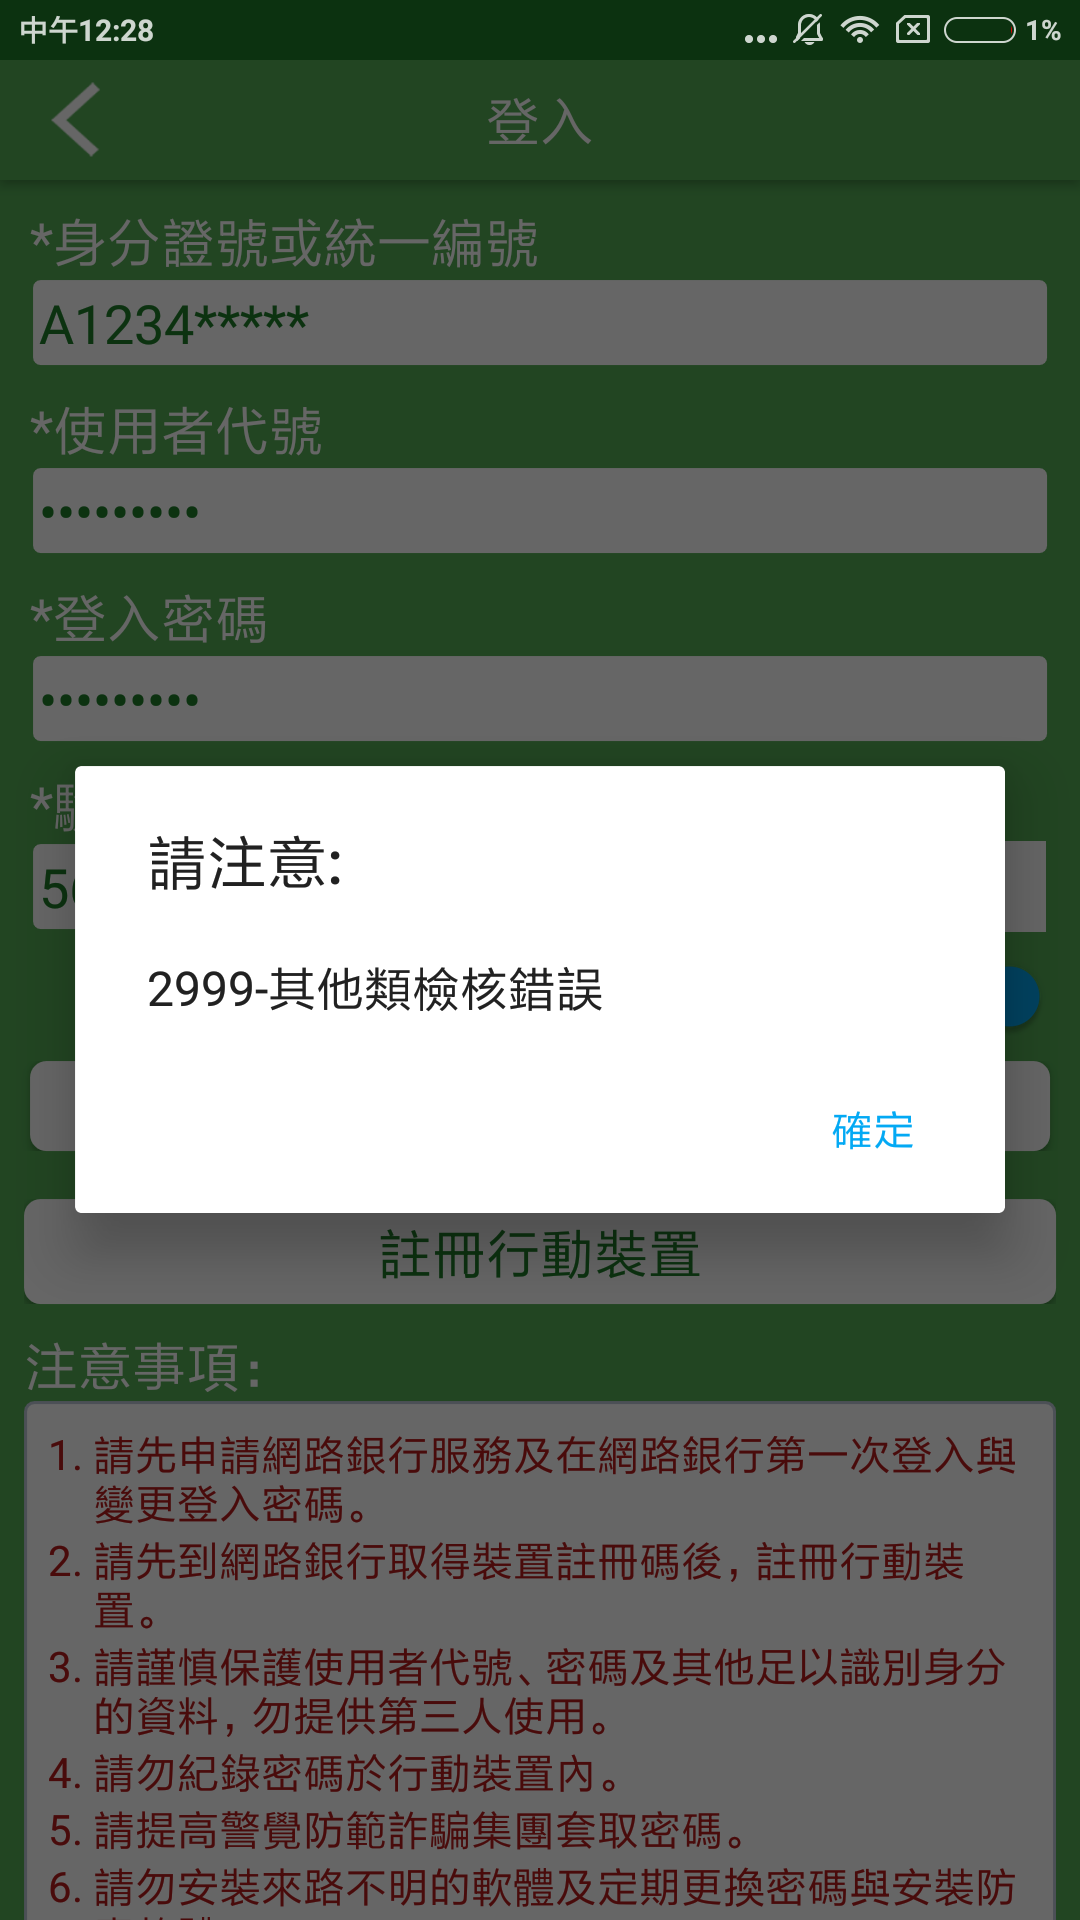 中午12:28
1%
登入
*身分證號或統一編號
A1234*****
*使用者代號
•••••••••
*登入密碼
•••••••••
*
5
請注意:
2999-其他類檢核錯誤
確定
註冊行動裝置
注意事項:
1. 請先申請網路銀行服務及在網路銀行第一次登入與
變更登入密碼。
2. 請先到網路銀行取得裝置註冊碼後,註冊行動裝
置。
3. 請謹慎保護使用者代號、密碼及其他足以識別身分
的資料,勿提供第三人使用。
4. 請勿紀錄密碼於行動裝置內。
5. 請提高警覺防範詐騙集團套取密碼。
6. 請勿安裝來路不明的軟體及定期更換密碼與安裝防